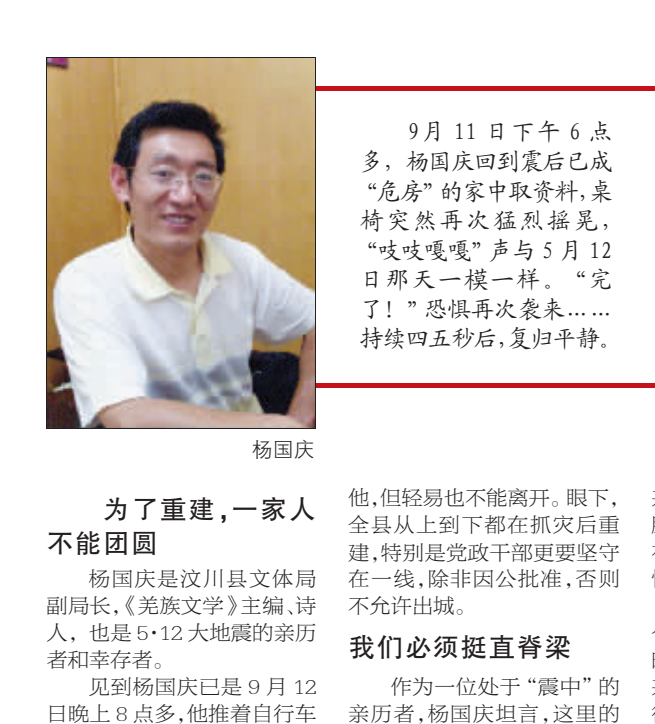 9月 11 日下午 6 点
多，杨国庆回到震后已成
“危房”的家中取资料,桌
椅突然再次猛烈摇晃，
“吱吱嘎嘎”声与 5 月 12
日那天一模一样。“完
了！”恐惧再次袭来……
持续四五秒后,复归平静。
杨国庆
为了重建,一家人
不能团圆
杨国庆是汶川县文体局
副局长,《羌族文学》主编、诗
人，也是 5·12 大地震的亲历
者和幸存者。
见到杨国庆已是 9 月 12
日晚上 8 点多,他推着自行车
他,但轻易也不能离开。眼下，
全县从上到下都在抓灾后重
建,特别是党政干部更要坚守
在一线,除非因公批准,否则
不允许出城。
我们必须挺直脊梁
作为一位处于“震中”的
亲历者,杨国庆坦言,这里的